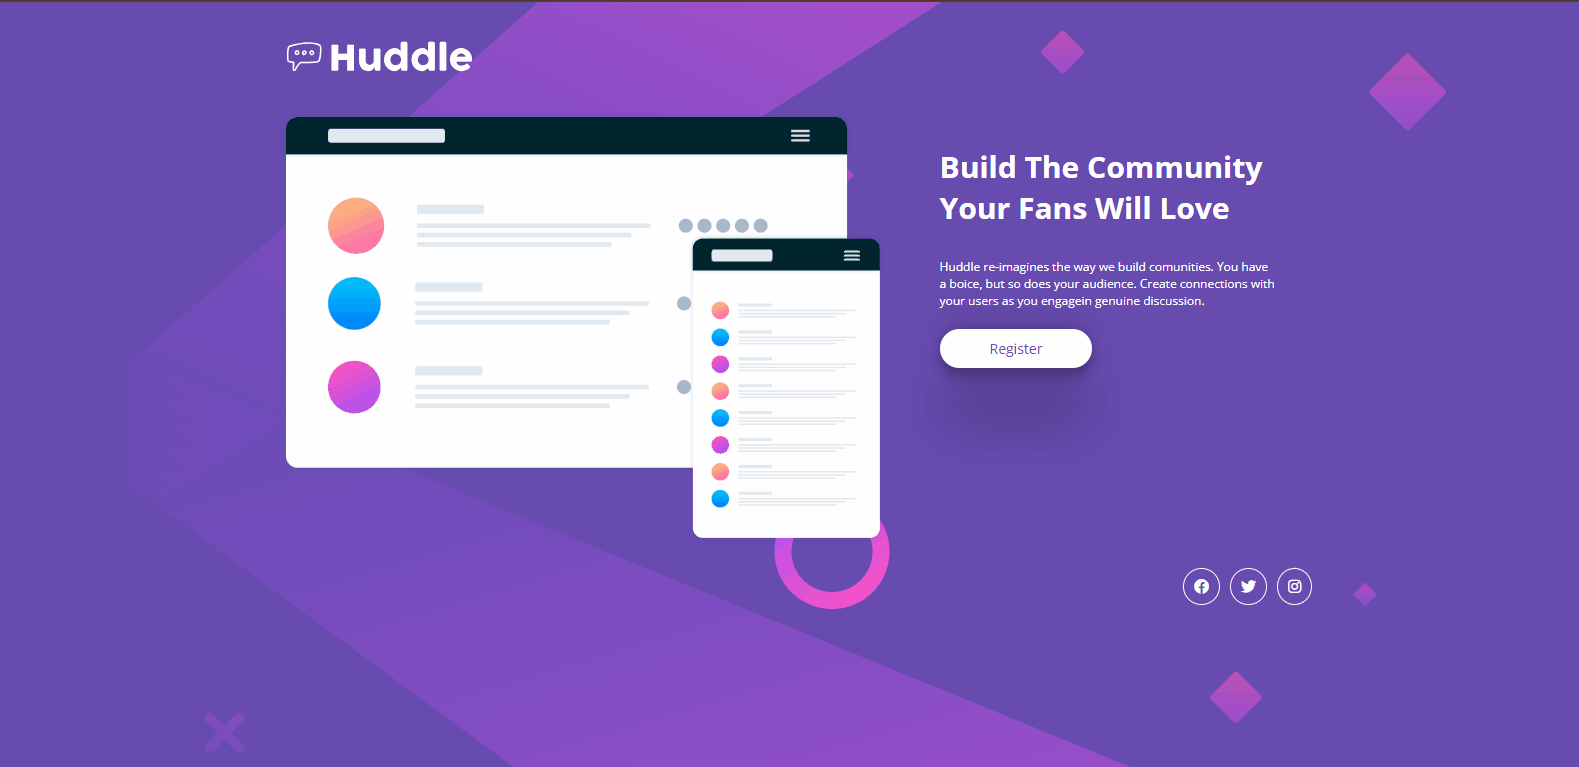 Huddle
Build The Community
Your Fans Will Love
Huddle re-imagines the way we build comunities. You have
a boice, but so does your audience. Create connections with
your users as you engagein genuine discussion.
Register